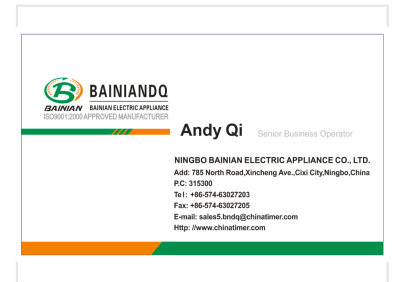 BAINIANDQ
BAINIAN BAINIAN ELECTRIC APPLIANCE
ISO9001:2000 APPROVED MANUFACTURER
Andy Qi Senior Business Operator
NINGBO BAINIAN ELECTRIC APPLIANCE CO., LTD.
Add: 785 North Road,Xincheng Ave.,Cixi City,Ningbo,China
P.C: 315300
Tel: +86-574-63027203
Fax: +86-574-63027205
E-mail: sales5.bndq@chinatimer.com
Http: //www.chinatimer.com